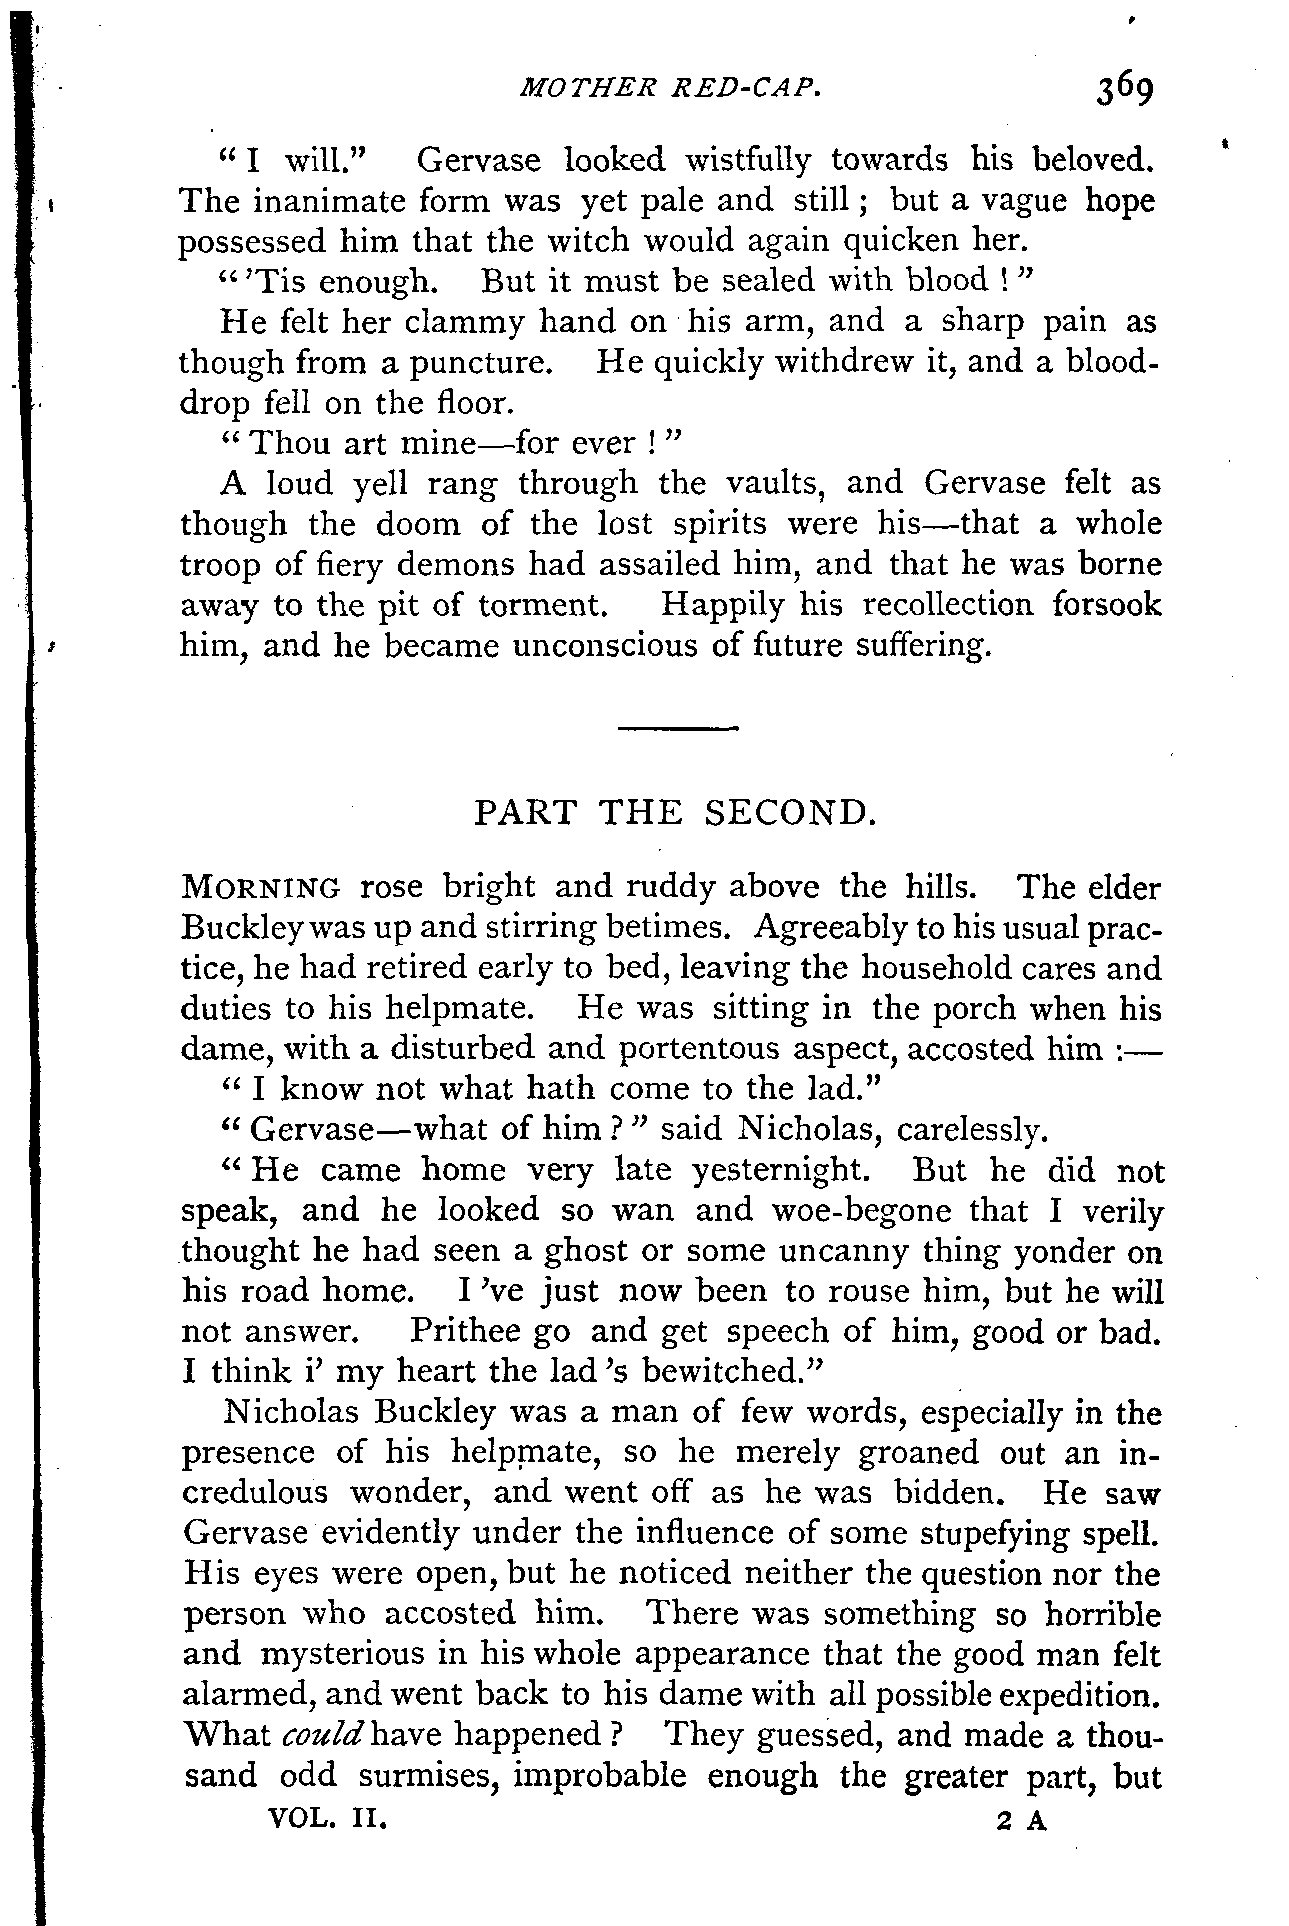 MOTHER RED-CAP. 369
“ I will.” Gervase looked wistfully towards his beloved.
The inanimate form was yet pale and still ; but a vague hope
possessed him that the witch would again quicken her.
“ ’Tis enough. But it must be sealed with blood ! ”
He felt her clammy hand on his arm, and a sharp pain as
though from a puncture. He quickly withdrew it, and a blood-
drop fell on the floor.
“ Thou art mine—for ever ! ”
A loud yell rang through the vaults, and Gervase felt as
though the doom of the lost spirits were his—that a whole
troop of fiery demons had assailed him, and that he was borne
away to the pit of torment. Happily his recollection forsook
him, and he became unconscious of future suffering.
PART THE SECOND.
MORNING rose bright and ruddy above the hills. The elder
Buckley was up and stirring betimes. Agreeably to his usual prac-
tice, he had retired early to bed, leaving the household cares and
duties to his helpmate. He was sitting in the porch when his
dame, with a disturbed and portentous aspect, accosted him :—
“ I know not what hath come to the lad.”
“ Gervase—what of him ? ” said Nicholas, carelessly.
“ He came home very late yesternight. But he did not
speak, and he looked so wan and woe-begone that I verily
thought he had seen a ghost or some uncanny thing yonder on
his road home. I ’ve just now been to rouse him, but he will
not answer. Prithee go and get speech of him, good or bad.
I think i’ my heart the lad ’s bewitched.”
Nicholas Buckley was a man of few words, especially in the
presence of his helpmate, so he merely groaned out an in-
credulous wonder, and went off as he was bidden. He saw
Gervase evidently under the influence of some stupefying spell.
His eyes were open, but he noticed neither the question nor the
person who accosted him. There was something so horrible
and mysterious in his whole appearance that the good man felt
alarmed, and went back to his dame with all possible expedition.
What could have happened ? They guessed, and made a thou-
sand odd surmises, improbable enough the greater part, but
VOL. II. 2 A